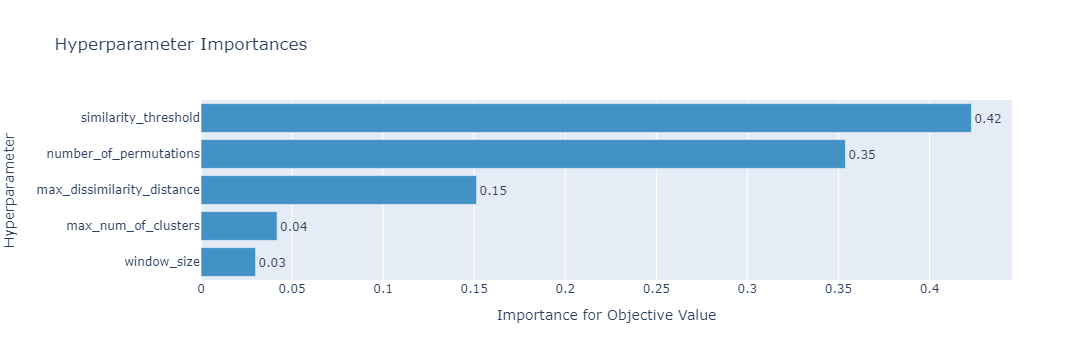 Hyperparameter Importances
Hyperparameter
similarity_threshold
0.42
number_of_permutations
0.35
max_dissimilarity_distance
0.15
max_num_of_clusters
0.04
window_size
0.03
0 0.05 0.1 0.15 0.2 0.25 0.3 0.35 0.4
Importance for Objective Value